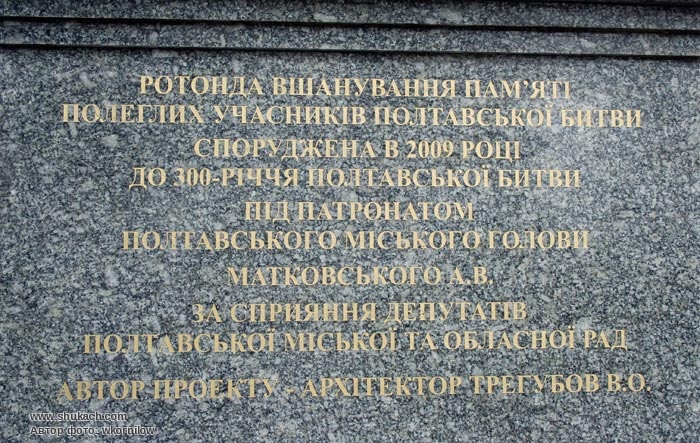 РОТОНДА ВШАНУВАННЯ ПАМ’ЯТІ
ПОЛЕГЛИХ УЧАСНИКІВ ПОЛТАВСЬКОЇ БИТВИ
СПОРУДЖЕНА В 2009 РОЦІ
ДО 300-РІЧЧЯ ПОЛТАВСЬКОЇ БИТВИ
ПІД ПАТРОНАТОМ
ПОЛТАВСЬКОГО МІСЬКОГО ГОЛОВИ
МАТКОВСЬКОГО А.В.
ЗА СПРИЯННЯ ДЕПУТАТІВ
ПОЛТАВСЬКОЇ МІСЬКОЇ ТА ОБЛАСНОЇ РАД
АВТОР ПРОЕКТУ - АРХІТЕКТОР ТРЕГУБОВ В.О.
www.shukach.com
Автор фото: wkornilow